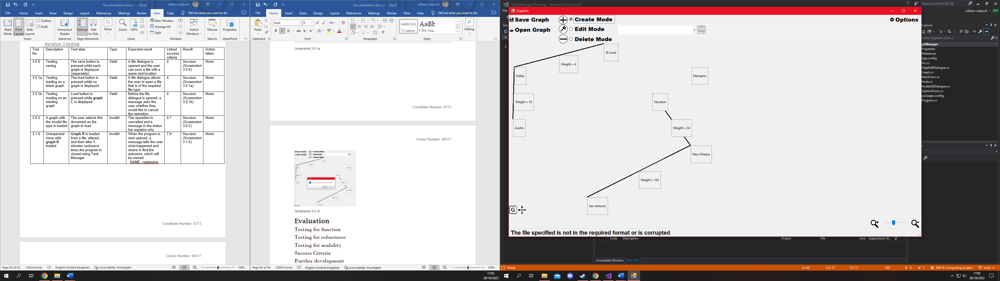 Documentation.docx:1 - Word
william roebuck
File Home Insert Draw Design Layout References Mailings Review View Help Tell me what you want to do
Read Mode
Print Layout
Web Layout
Outline
Draft
Views
Immersive Reader
Immersive
Vertical
Side to Side
Page Movement
Zoom
100%
Zoom
New Window
Arrange All
Split
Switch Windows
Window
Show
Macros
Macros
Properties
SharePoint
Iteration 3 testing
Test No. Description Test data Type Expected result Linked success criteria Result Action taken
3.0.0 Testing saving The save button is pressed while each graph is displayed (separately) Valid A file dialogue is opened and the user can save a file with a name and location 4 Success (Screenshot 3.0.0) None
3.0.1a Testing loading on a blank graph The load button is pressed while no graph is displayed Valid A file dialogue allows the user to open a file that is of the required file type 4 Success (Screenshot 3.0.1a) None
3.0.1b Testing loading on an existing graph Load button is pressed while graph C is displayed Valid Before the file dialogue is opened, a message asks the user whether they would like to cancel the operation 4 Success (Screenshot 3.0.1b) None
3.0.2 A graph with the invalid file type is loaded The user selects this document as the graph to load Invalid The operation is cancelled and a message in the status bar explains why 4,7 Success (Screenshot 3.0.2) None
3.1.0 Unexpected close with graph B loaded Graph B is loaded from a file, altered, and then after 5 minutes (autosave time) the program is closed using Task Manager Invalid When the program is next opened, a message tells the user what happened and where to find the autosave, which will be named _NAME_+autosave 7,9 Success (Screenshot 3.1.0) None
Candidate Number: 6773
Centre Number: 48317
Page 62 of 63 12934 words English (United Kingdom) Accessibility: Investigate 100%
Documentation.docx:2 - Word
william roebuck
File Home Insert Draw Design Layout References Mailings Review View Help Tell me what you want to do
Paste
Clipboard
Arial 9
Font
Paragraph
AaBbCcDc
¶ Caption
AaBb
¶ TOC Hea...
Styles
Editing
Screenshot 3.0.1a
Candidate Number: 6773
Centre Number: 48317
Save Graph
Create Mode
Open Graph
Edit Mode
Delete Mode
Screenshot 3.0.1b
Evaluation
Testing for function
Testing for robustness
Testing for usability
Success Criteria
Further development
Page 64 of 64 12940 words English (United Kingdom) Accessibility: Investigate 100%
17:05
28/10/2022
GraphManager (Running) - Microsoft Visual Studio
Quick Launch (Ctrl+Q)
File
william roebuck WR
Serv
GraphVis
Save Graph
Create Mode
Options
Open Graph
Edit Mode
Delete Mode
St Louis
Weight = 4
Dallas
Memphis
Weight = 53
Houston
Austin
Weight = 34
New Orleans
Weight = 105
San Antonio
G
The file specified is not in the required format or is corrupted
Explorer
olution Explorer (Ctrl+;)
phManager
Properties
References
App.config
Arc.cs
EdgeEditDialogue.cs
Graph.cs
MainForm.cs
Node.cs
NodeEditDialogue.cs
OptionsForm.cs
packages.config
Program.cs
Code Description Project File Line Suppression St...
Immediate Window Error List
Ready Ln 46 Col 13 Ch 13 INS 0 2 Will-R-Computing-project main
17:05
28/10/2022